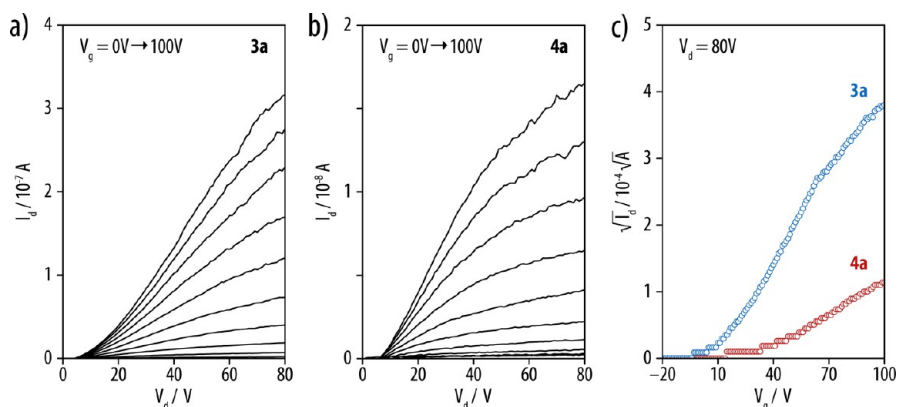 a)
V_g = 0V→100V
3a
I_d / 10^-7 A
4
3
2
1
0
0
20
40
60
80
V_d / V
b)
V_g = 0V→100V
4a
I_d / 10^-8 A
2
1
0
0
20
40
60
80
V_d / V
c)
V_d = 80V
3a
4a
√I_d / 10^-4 √A
5
4
3
2
1
0
−20
10
40
70
100
V_g / V